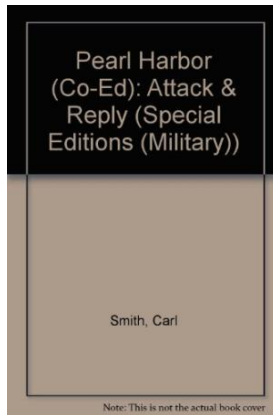 Pearl Harbor
(Co-Ed): Attack &
Reply (Special
Editions (Military))
Smith, Carl
Note: This is not the actual book cover